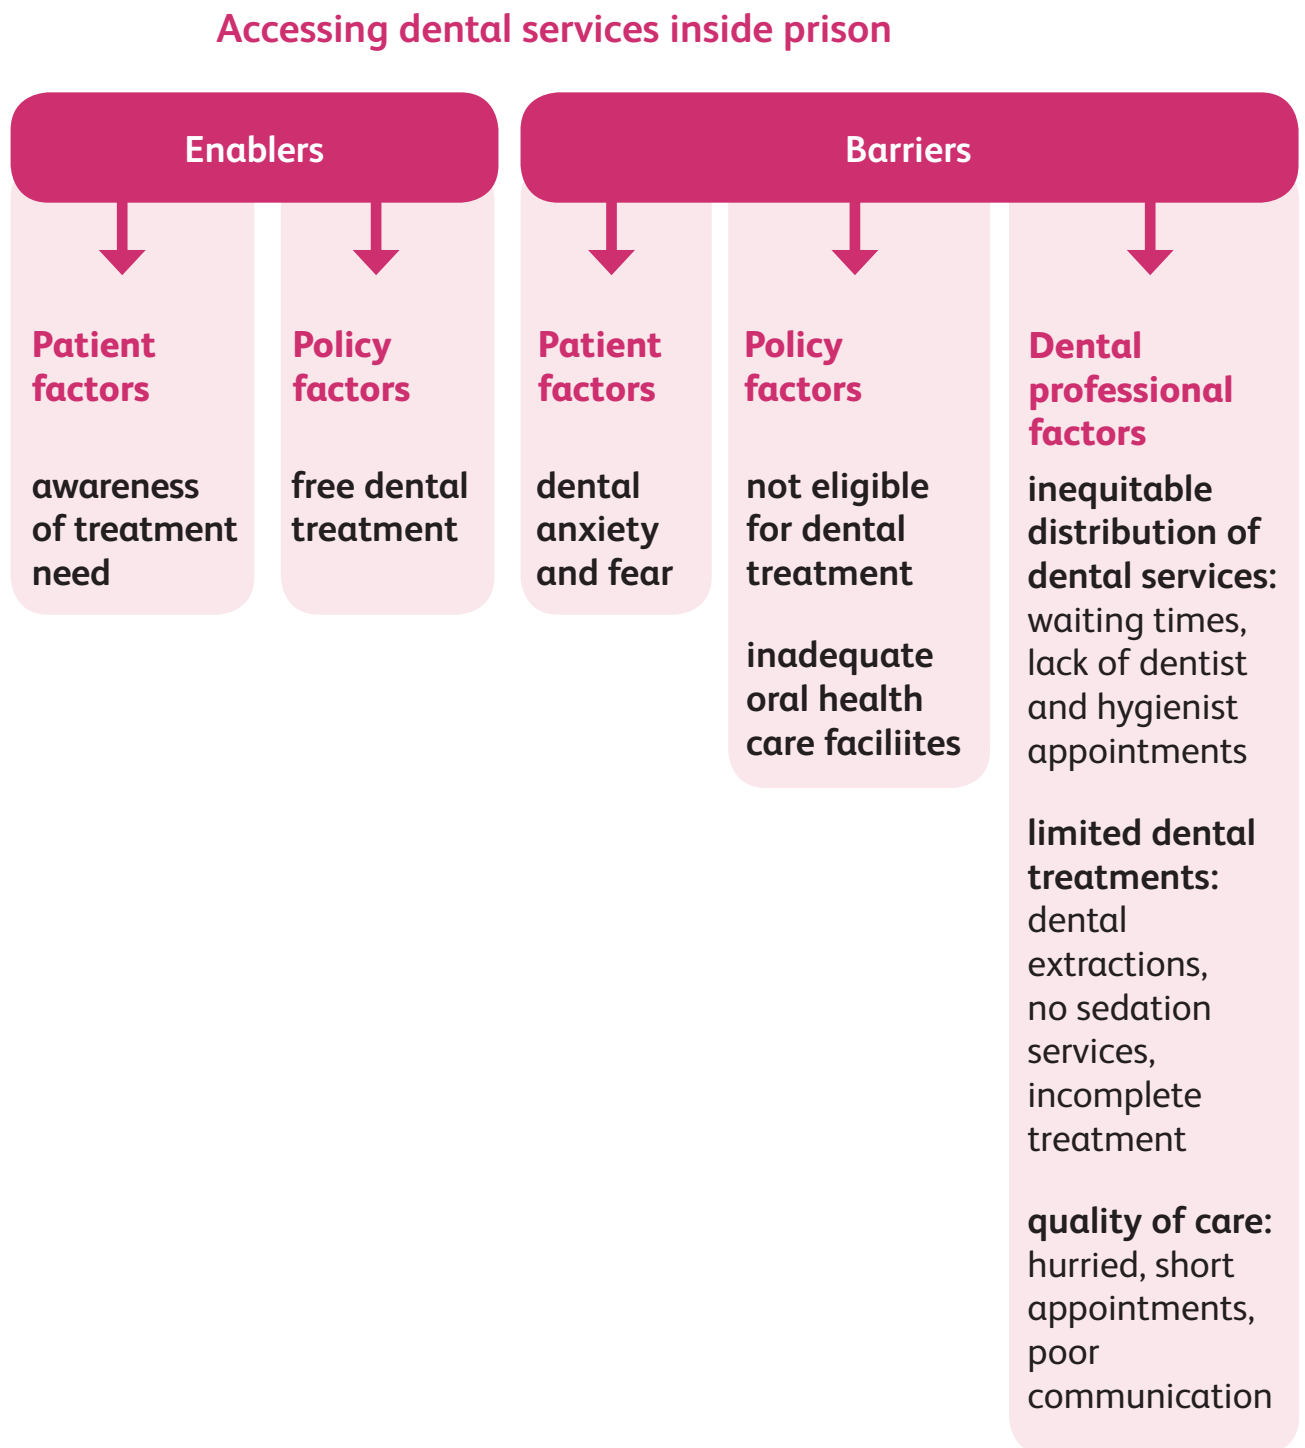 Accessing dental services inside prison
Enablers
Barriers
Patient
factors
awareness
of treatment
need
Policy
factors
free dental
treatment
Patient
factors
dental
anxiety
and fear
Policy
factors
not eligible
for dental
treatment
inadequate
oral health
care faciliites
Dental
professional
factors
inequitable
distribution of
dental services:
waiting times,
lack of dentist
and hygienist
appointments
limited dental
treatments:
dental
extractions,
no sedation
services,
incomplete
treatment
quality of care:
hurried, short
appointments,
poor
communication